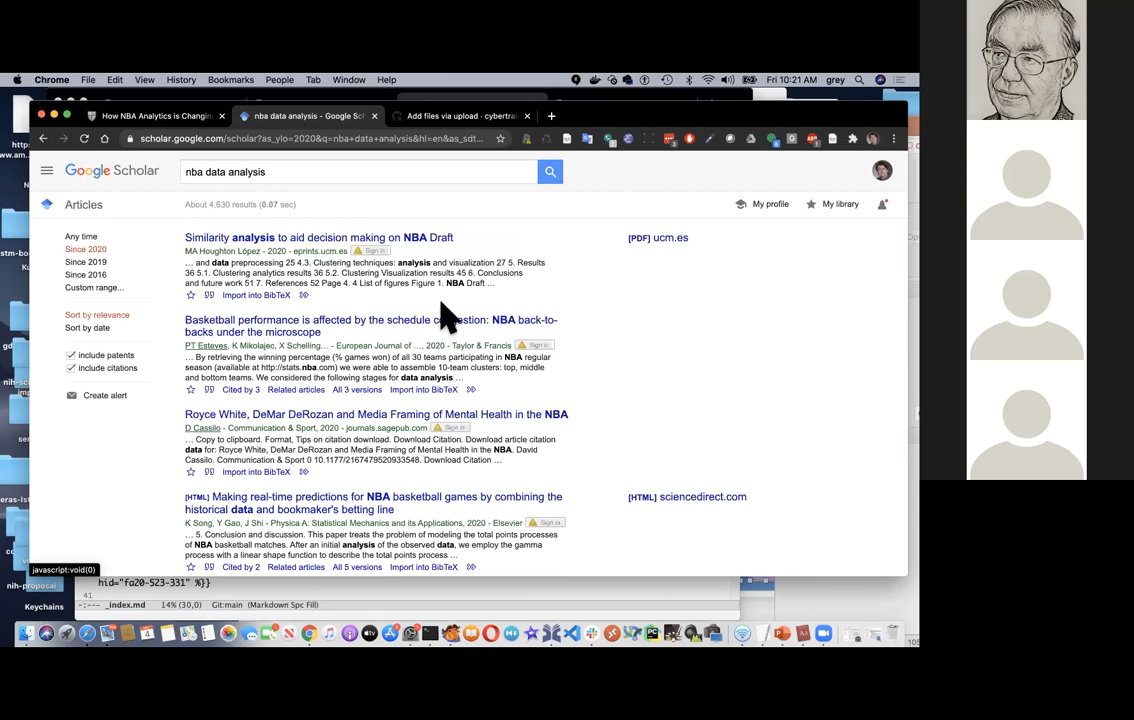 Chrome File Edit View History Bookmarks People Tab Window Help Fri 10:21 AM grey
How NBA Analytics is Changin
nba data analysis - Google Sch
Add files via upload · cybertrai
scholar.google.com/scholar?as_ylo=2020&q=nba+data+analysis&hl=en&as_sdt...
Google Scholar
nba data analysis
Articles
About 4,630 results (0.07 sec)
My profile
My library
Any time
Since 2020
Since 2019
Since 2016
Custom range...
Sort by relevance
Sort by date
include patents
include citations
Create alert
Similarity analysis to aid decision making on NBA Draft
[PDF] ucm.es
MA Houghton López - 2020 - eprints.ucm.es Sign in
... and data preprocessing 25 4.3. Clustering techniques: analysis and visualization 27 5. Results
36 5.1. Clustering analytics results 36 5.2. Clustering Visualization results 45 6. Conclusions
and future work 51 7. References 52 Page 4. 4 List of figures Figure 1. NBA Draft ...
Import into BibTeX
Basketball performance is affected by the schedule estion: NBA back-to-
backs under the microscope
PT Esteves, K Mikolajec, X Schelling... - European Journal of ..., 2020 - Taylor & Francis Sign in
... By retrieving the winning percentage (% games won) of all 30 teams participating in NBA regular
season (available at http://stats.nba.com) we were able to assemble 10-team clusters: top, middle
and bottom teams. We considered the following stages for data analysis ...
Cited by 3 Related articles All 3 versions Import into BibTeX
Royce White, DeMar DeRozan and Media Framing of Mental Health in the NBA
D Cassilo - Communication & Sport, 2020 - journals.sagepub.com Sign in
... Copy to clipboard. Format, Tips on citation download. Download Citation. Download article citation
data for: Royce White, DeMar DeRozan and Media Framing of Mental Health in the NBA. David
Cassilo. Communication & Sport 0 10.1177/2167479520933548. Download Citation ...
Import into BibTeX
[HTML] Making real-time predictions for NBA basketball games by combining the
historical data and bookmaker's betting line
[HTML] sciencedirect.com
K Song, Y Gao, J Shi - Physica A: Statistical Mechanics and its Applications, 2020 - Elsevier Sign in
... 5. Conclusion and discussion. This paper treats the problem of modeling the total points processes
of NBA basketball matches. After an initial analysis of the observed data, we employ the gamma
process with a linear shape function to describe the total points process ...
Cited by 2 Related articles All 5 versions Import into BibTeX
javascript:void(0)
nih-proposal
hid="fa20-523-331" %}}
41
-:--- _index.md 14% (30,0) Git:main (Markdown Spc Fill)
Keychains